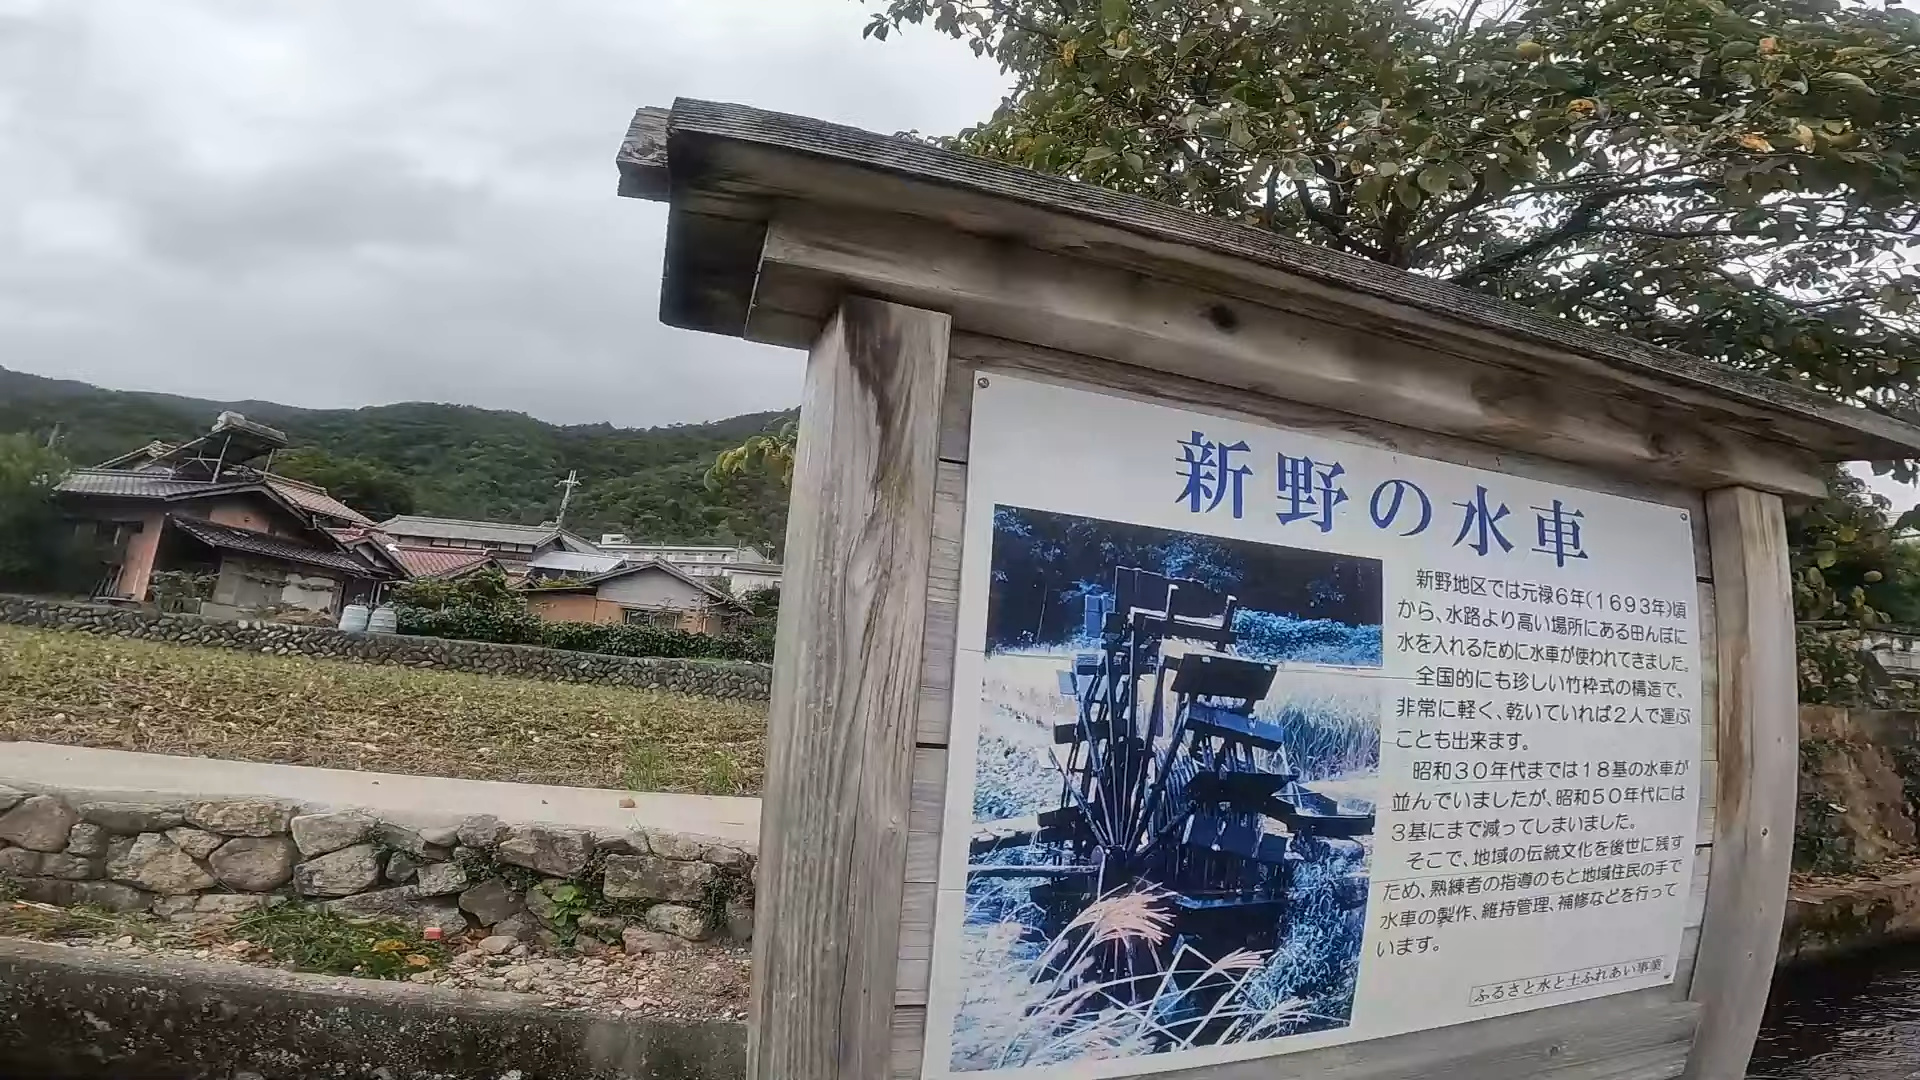 新野の水車
新野地区では元禄6年(1693年)頃
から、水路より高い場所にある田んぼに
水を入れるために水車が使われてきました。
全国的にも珍しい竹枠式の構造で、
非常に軽く、乾いていれば2人で運ぶ
ことも出来ます。
昭和30年代までは18基の水車が
並んでいましたが、昭和50年代には
3基にまで減ってしまいました。
そこで、地域の伝統文化を後世に残す
ため、熟練者の指導のもと地域住民の手で
水車の製作、維持管理、補修などを行って
います。
ふるさと水と土ふれあい事業